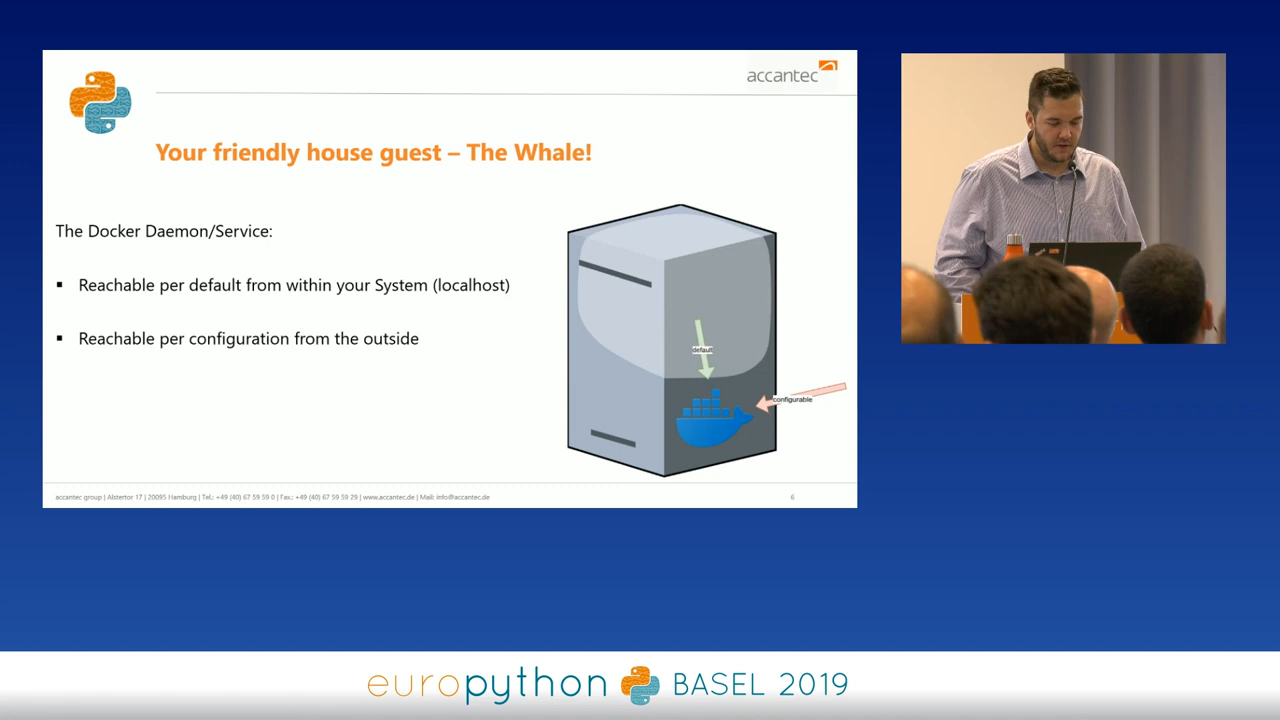 accantec
Your friendly house guest – The Whale!
The Docker Daemon/Service:
▪ Reachable per default from within your System (localhost)
▪ Reachable per configuration from the outside
default
configurable
accantec group | Alstertor 17 | 20095 Hamburg | Tel.: +49 (40) 67 59 59 0 | Fax.: +49 (40) 67 59 59 29 | www.accantec.de | Mail: info@accantec.de
6
europython BASEL 2019